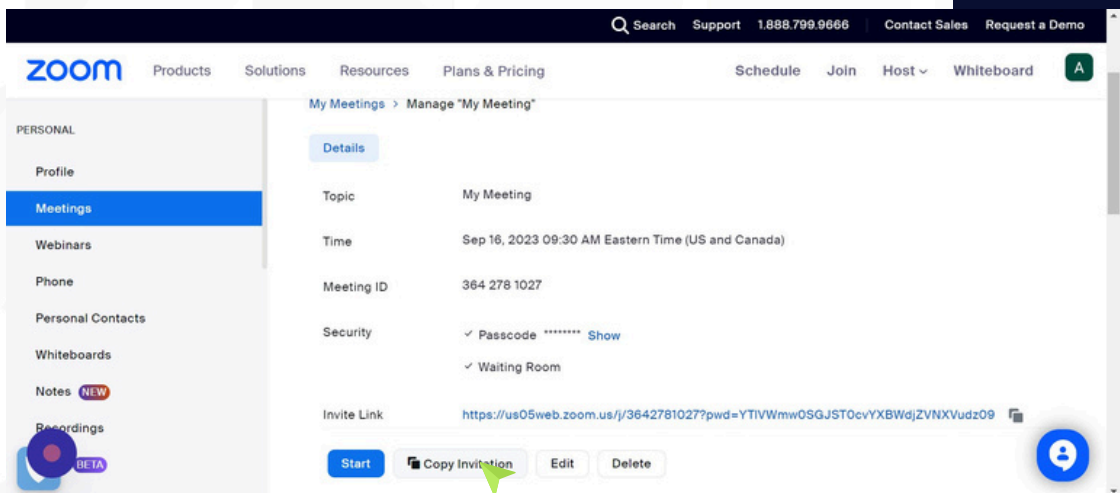 Search Support 1.888.799.9666 Contact Sales Request a Demo
zoom Products Solutions Resources Plans & Pricing Schedule Join Host Whiteboard A
My Meetings > Manage "My Meeting"
PERSONAL
Details
Profile
Topic My Meeting
Meetings
Time Sep 16, 2023 09:30 AM Eastern Time (US and Canada)
Webinars
Phone
Meeting ID 364 278 1027
Personal Contacts
Security ✓ Passcode ******** Show
Whiteboards
✓ Waiting Room
Notes NEW
Invite Link https://us05web.zoom.us/j/3642781027?pwd=YTlVWmw0SGJST0cvYXBWdjZVNXVudz09
Recordings
BETA
Start Copy Invitation Edit Delete